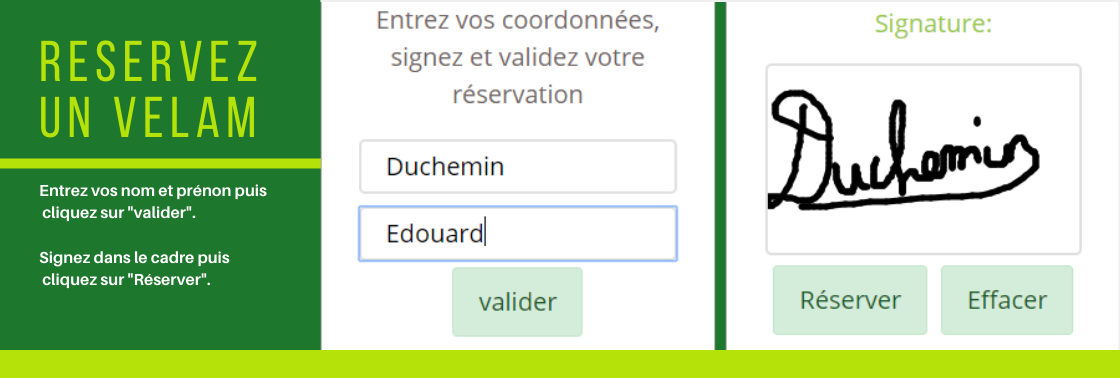 RESERVEZ
UN VELAM
Entrez vos nom et prénon puis
cliquez sur "valider".
Signez dans le cadre puis
cliquez sur "Réserver".
Entrez vos coordonnées,
signez et validez votre
réservation
Duchemin
Edouard
valider
Signature:
Duchemin
Réserver
Effacer